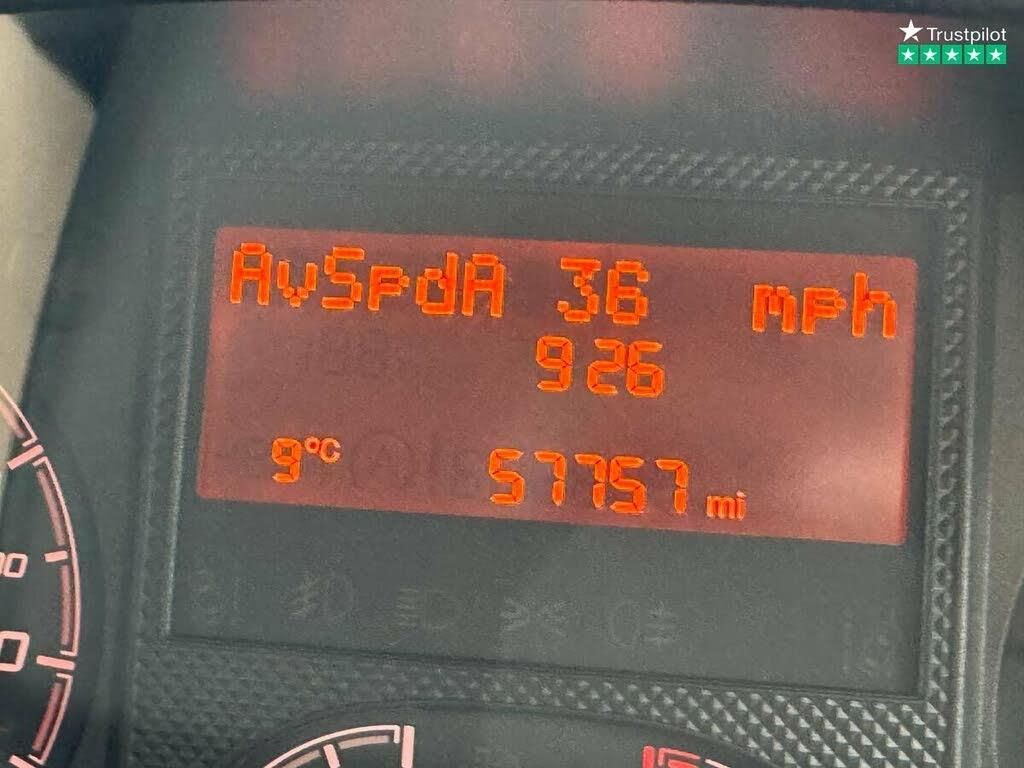 Trustpilot
AvSpdA 36 mph
926
9°C 57757 mi